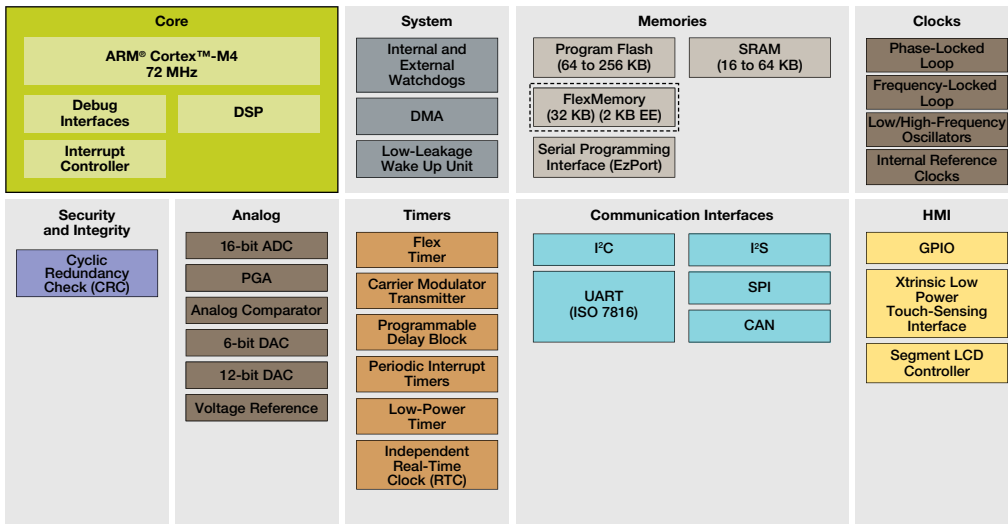 Core
ARM® Cortex™-M4
72 MHz
Debug
Interfaces
DSP
Interrupt
Controller
System
Internal and
External
Watchdogs
DMA
Low-Leakage
Wake Up Unit
Memories
Program Flash
(64 to 256 KB)
SRAM
(16 to 64 KB)
FlexMemory
(32 KB) (2 KB EE)
Serial Programming
Interface (EzPort)
Clocks
Phase-Locked
Loop
Frequency-Locked
Loop
Low/High-Frequency
Oscillators
Internal Reference
Clocks
Security
and Integrity
Cyclic
Redundancy
Check (CRC)
Analog
16-bit ADC
PGA
Analog Comparator
6-bit DAC
12-bit DAC
Voltage Reference
Timers
Flex
Timer
Carrier Modulator
Transmitter
Programmable
Delay Block
Periodic Interrupt
Timers
Low-Power
Timer
Independent
Real-Time
Clock (RTC)
Communication Interfaces
I²C
I²S
UART
(ISO 7816)
SPI
CAN
HMI
GPIO
Xtrinsic Low
Power
Touch-Sensing
Interface
Segment LCD
Controller